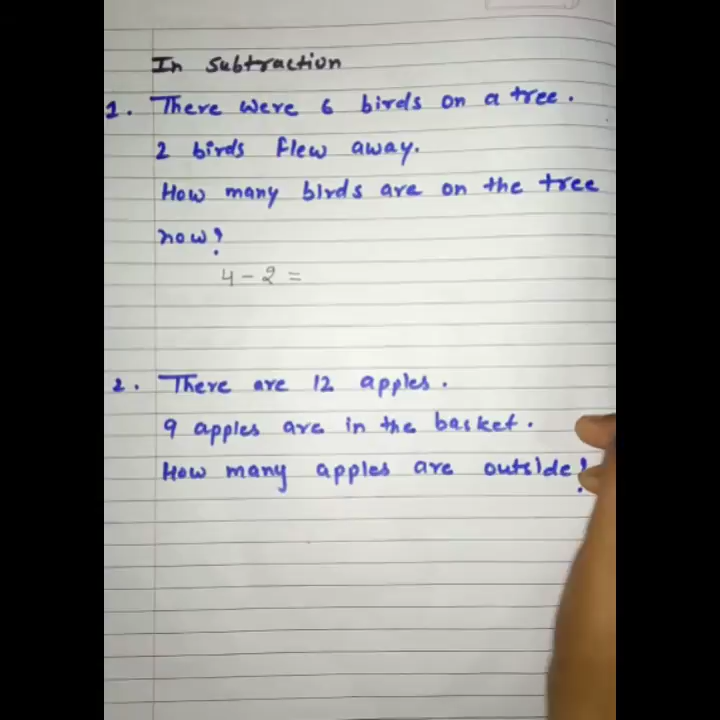 In Subtraction
1. There were 6 birds on a tree.
2 birds flew away.
How many birds are on the tree
now?
4 - 2 =
2. There are 12 apples.
9 apples are in the basket.
How many apples are outside?